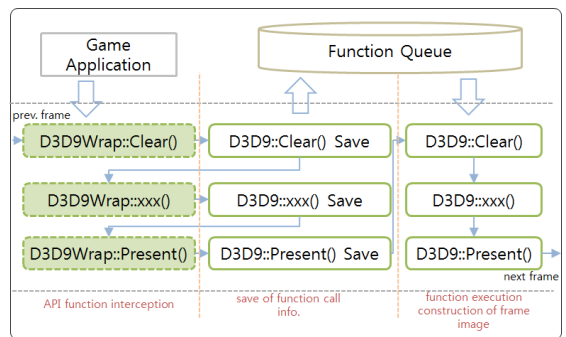 Game
Application
Function Queue
prev. frame
D3D9Wrap::Clear()
D3D9::Clear() Save
D3D9::Clear()
D3D9Wrap::xxx()
D3D9::xxx() Save
D3D9::xxx()
D3D9Wrap::Present()
D3D9::Present() Save
D3D9::Present()
next frame
API function interception
save of function call
info.
function execution
construction of frame
image